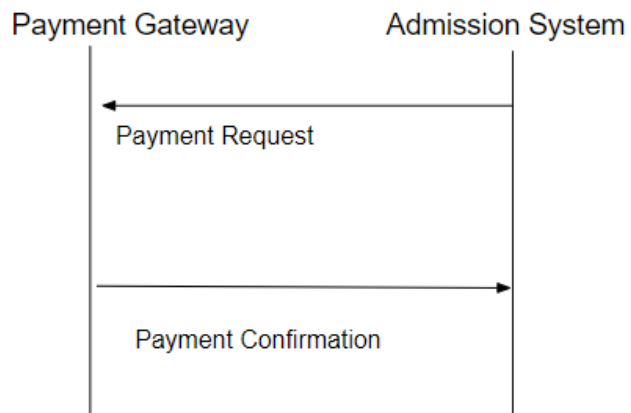 Payment Gateway
Admission System
Payment Request
Payment Confirmation